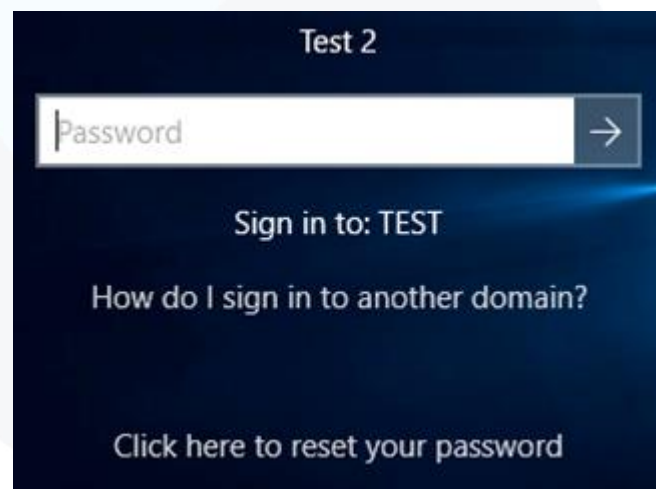 Test 2
Password
Sign in to: TEST
How do I sign in to another domain?
Click here to reset your password